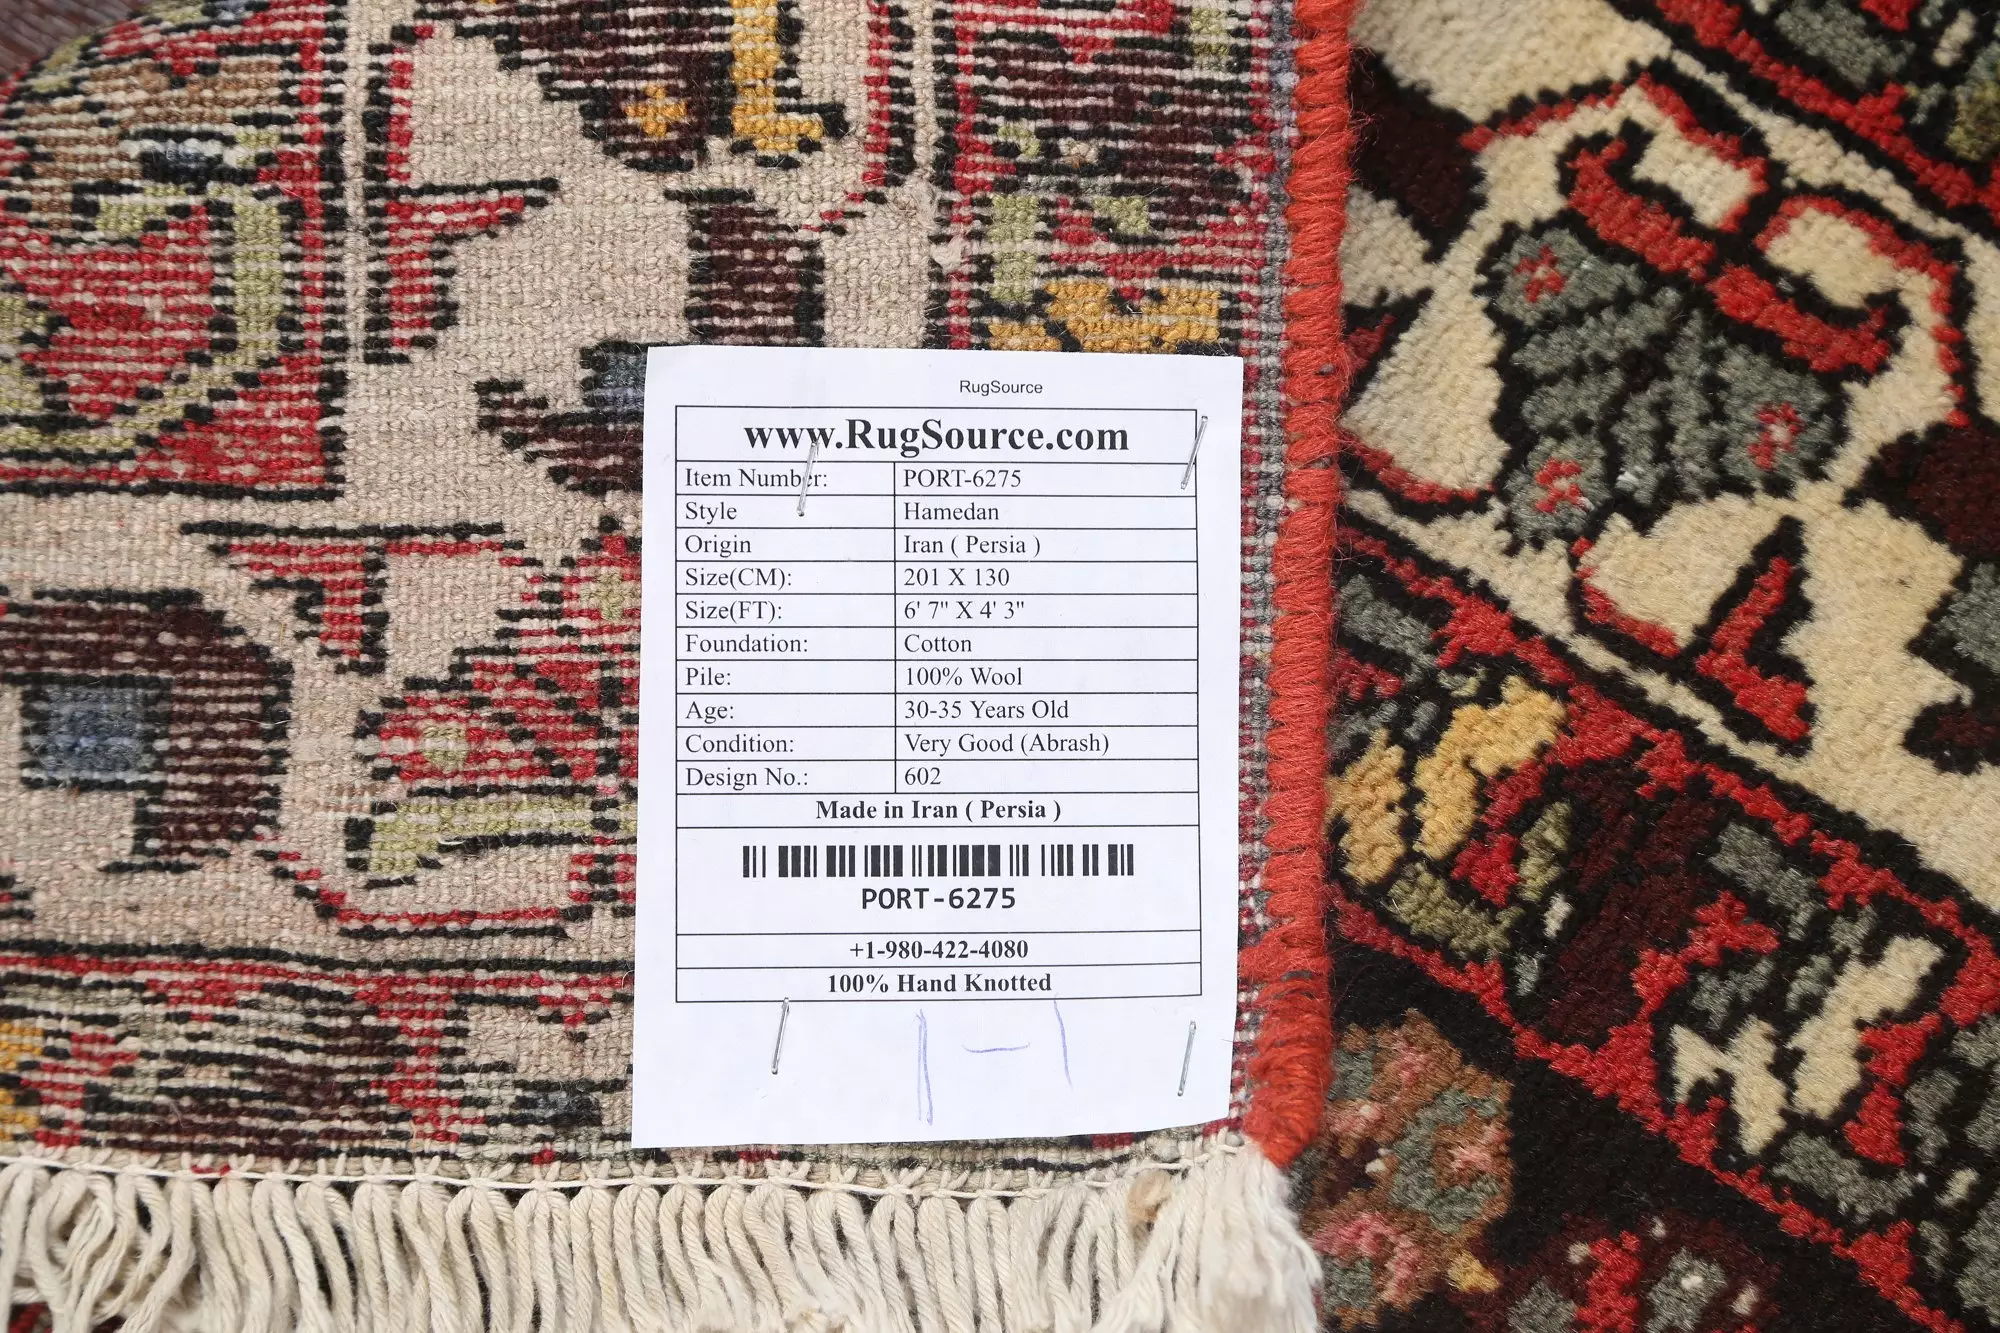 RugSource
www.RugSource.com
Item Number: PORT-6275
Style Hamedan
Origin Iran ( Persia )
Size(CM): 201 X 130
Size(FT): 6' 7" X 4' 3"
Foundation: Cotton
Pile: 100% Wool
Age: 30-35 Years Old
Condition: Very Good (Abrash)
Design No.: 602
Made in Iran ( Persia )
PORT-6275
+1-980-422-4080
100% Hand Knotted
1-1